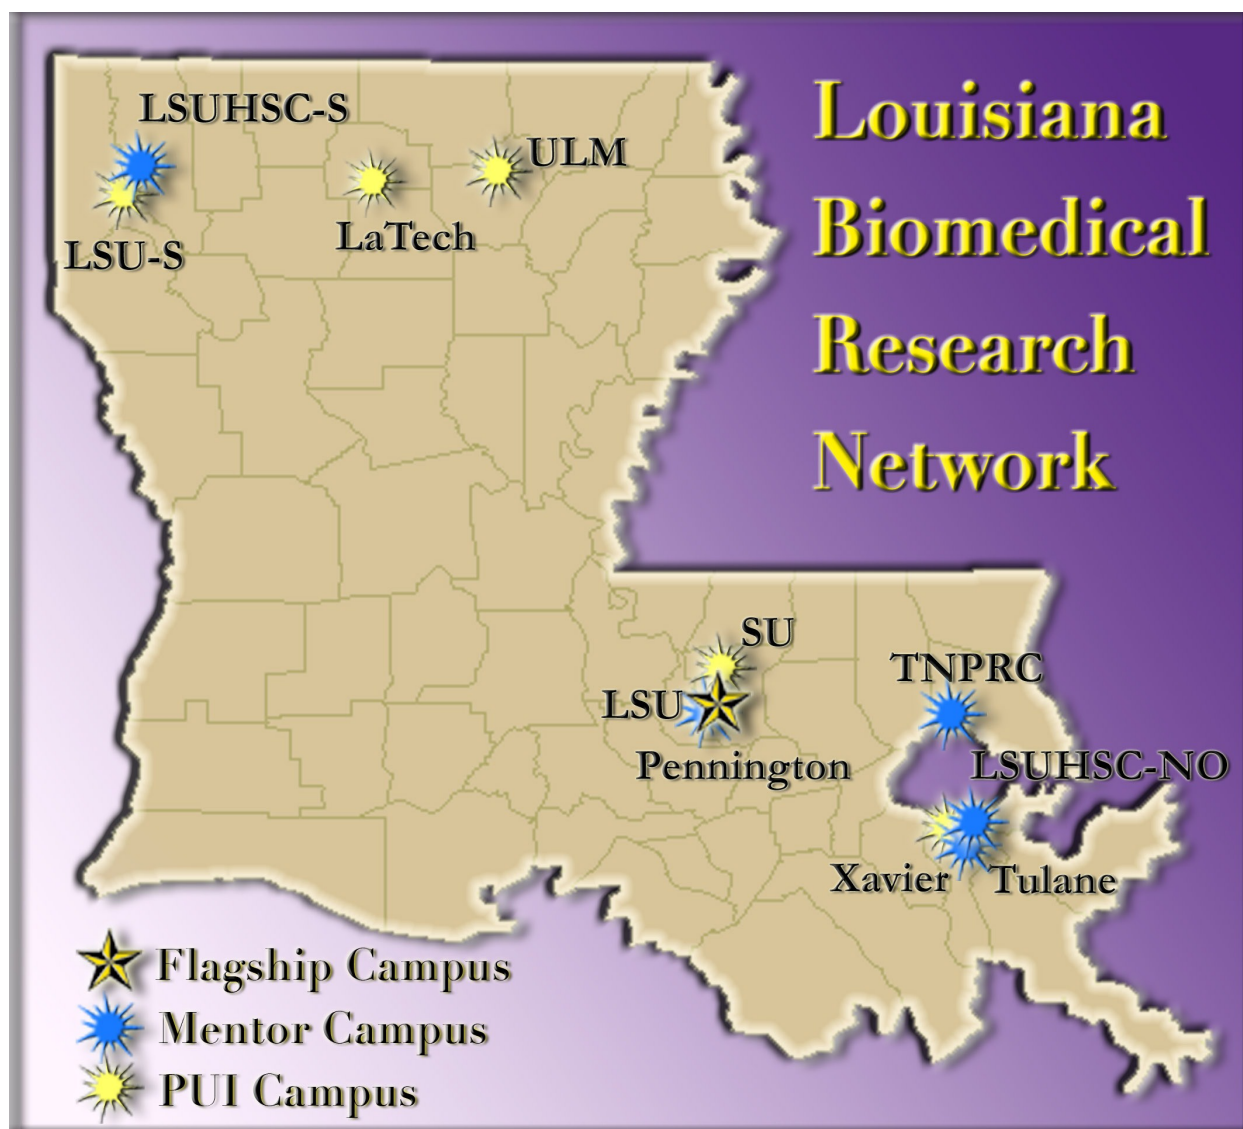 Louisiana
Biomedical
Research
Network
LSUHSC-S
ULM
LaTech
LSU-S
SU
TNPRC
LSU
Pennington
LSUHSC-NO
Xavier
Tulane
Flagship Campus
Mentor Campus
PUI Campus